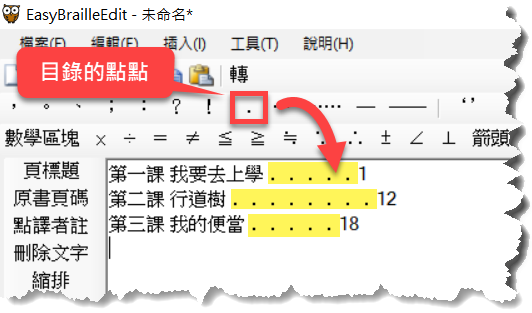 EasyBrailleEdit - 未命名*
檔案(F) 編輯(E) 插入(I) 工具(T) 說明(H)
目錄的點點
轉
， 。 、 ； ： ？ ！ ． ‥ ‥‥ — —— ‘’
數學區塊 × ÷ = ≠ ≦ ≧ ≒ ∵ ∴ ± ∠ ⊥ 箭頭
頁標題
原書頁碼
點譯者註
刪除文字
縮排
第一課 我要去上學 . . . . . 1
第二課 行道樹 . . . . . . . . 12
第三課 我的便當 . . . . . 18